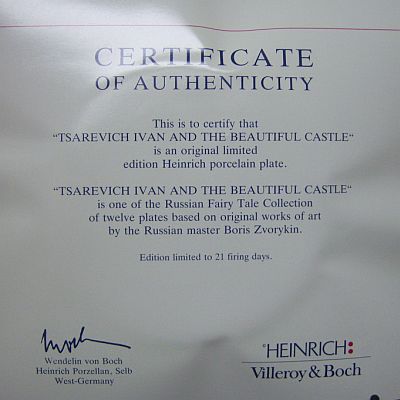 CERTIFICATE
OF AUTHENTICITY
This is to certify that
"TSAREVICH IVAN AND THE BEAUTIFUL CASTLE"
is an original limited
edition Heinrich porcelain plate.
"TSAREVICH IVAN AND THE BEAUTIFUL CASTLE"
is one of the Russian Fairy Tale Collection
of twelve plates based on original works of art
by the Russian master Boris Zvorykin.
Edition limited to 21 firing days.
Wendelin von Boch
Heinrich Porzellan, Selb
West-Germany
©HEINRICH:
Villeroy & Boch